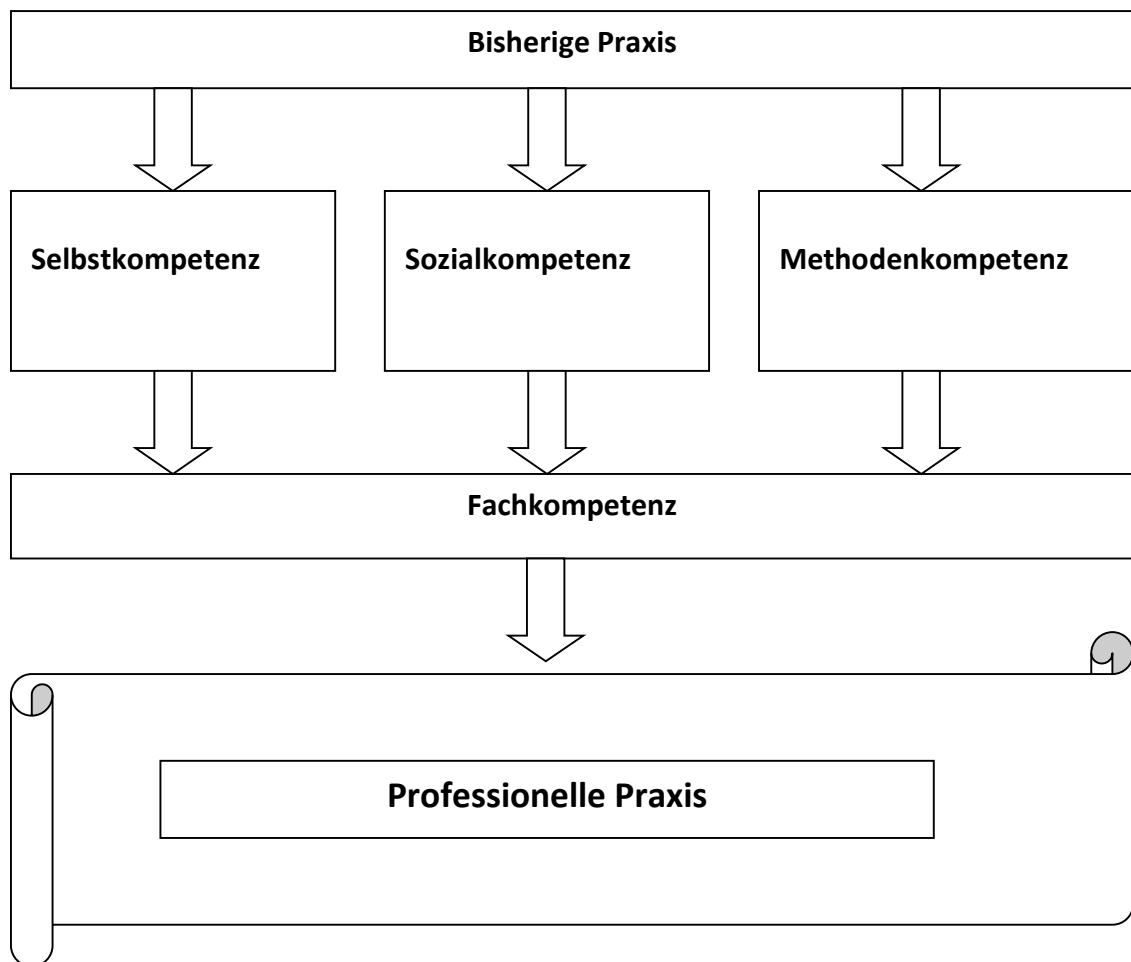 Bisherige Praxis
Selbstkompetenz
Sozialkompetenz
Methodenkompetenz
Fachkompetenz
Professionelle Praxis